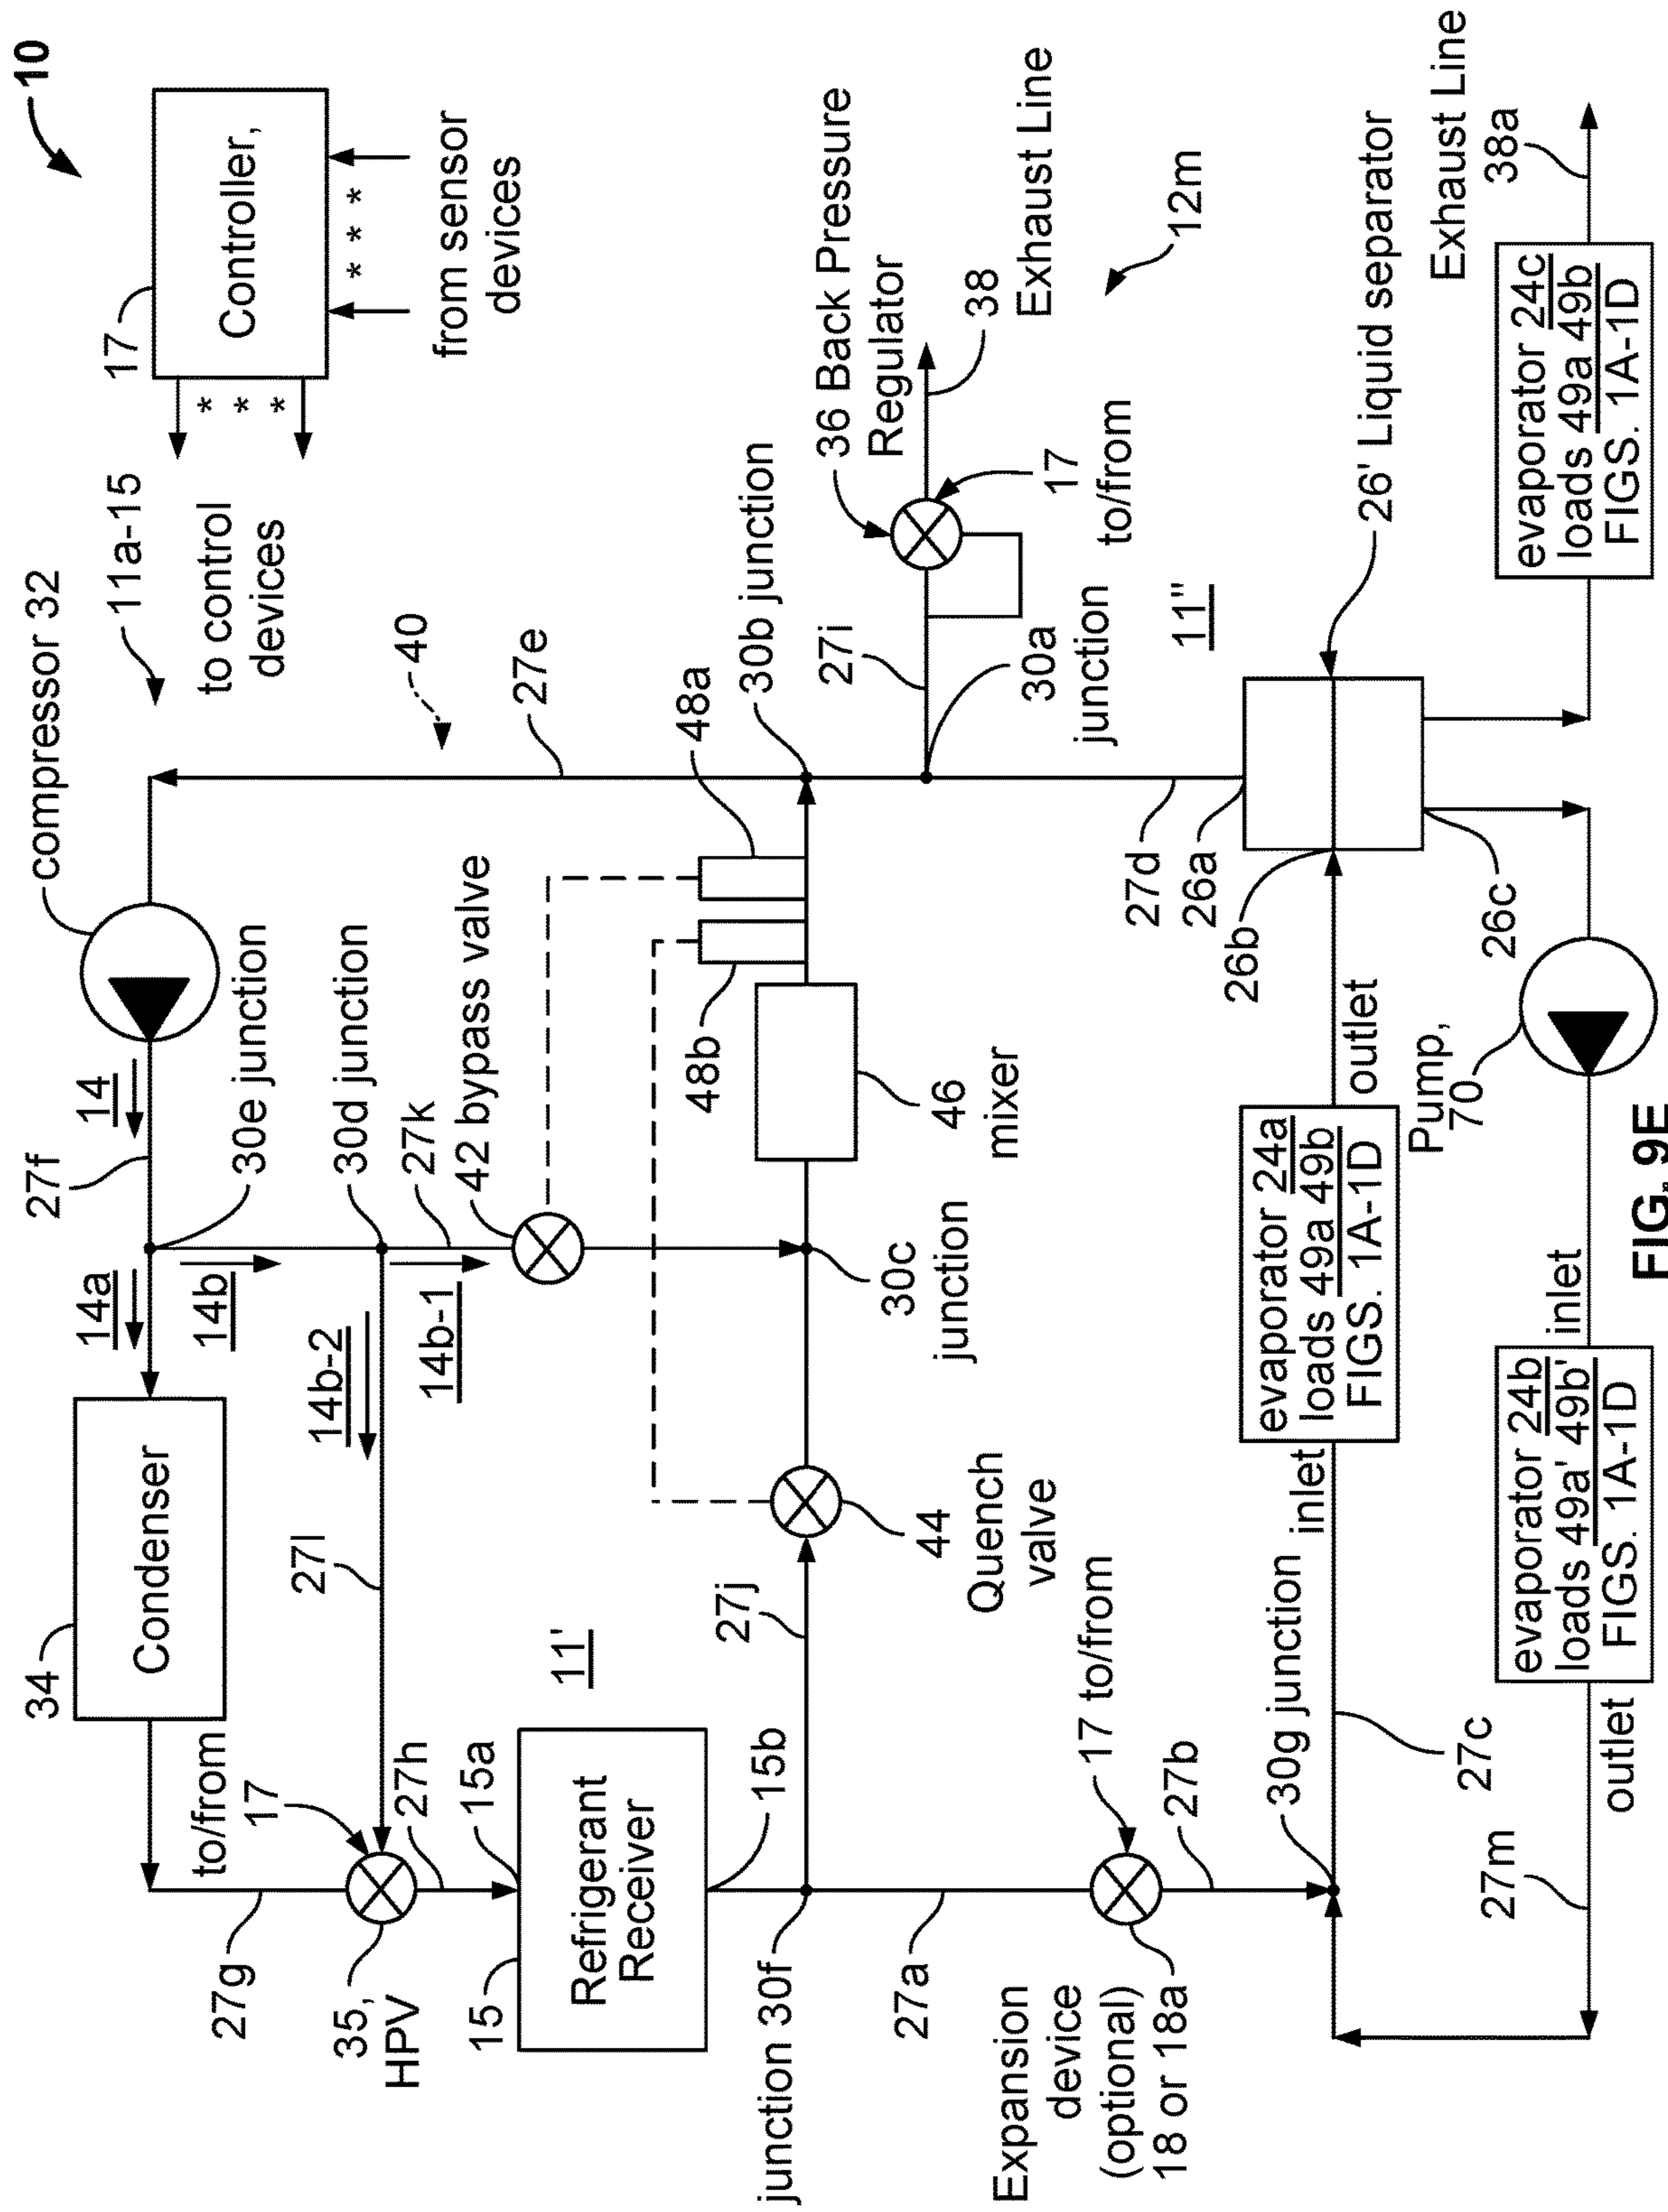 10
17
Controller,
* * *
from sensor
devices
* * *
11a-15
to control
devices
compressor 32
40
27e
14
27f
30e junction
30d junction
27k
42 bypass valve
48a
48b
30b junction
36 Back Pressure
Regulator
38
Exhaust Line
17
to/from
27i
30a
junction
12m
14a
14b
14b-2
14b-1
46
mixer
30c
junction
34
Condenser
27l
to/from
17
27g
35,
HPV
27h
15a
15
Refrigerant
Receiver
11'
15b
27j
44
Quench
valve
junction 30f
27a
17 to/from
Expansion
device
(optional)
18 or 18a
27b
30g junction
27c
inlet
evaporator 24a
loads 49a 49b
FIGS. 1A-1D
outlet
27d
26a
26b
26c
11"
26' Liquid separator
Exhaust Line
38a
evaporator 24c
loads 49a 49b
FIGS. 1A-1D
Pump,
70
inlet
evaporator 24b
loads 49a' 49b'
FIGS. 1A-1D
outlet
27m
FIG. 9E